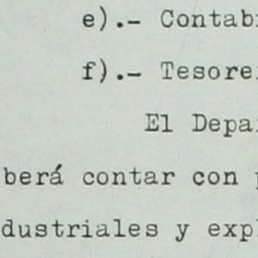 e).- Contab
f).- Tesore
El Depa
berá contar con
dustriales y exp